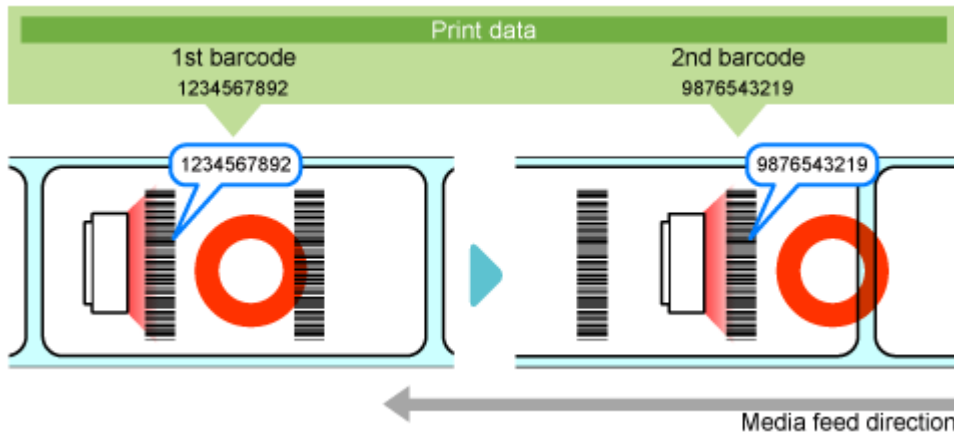 Print data
1st barcode
1234567892
2nd barcode
9876543219
1234567892
9876543219
Media feed direction